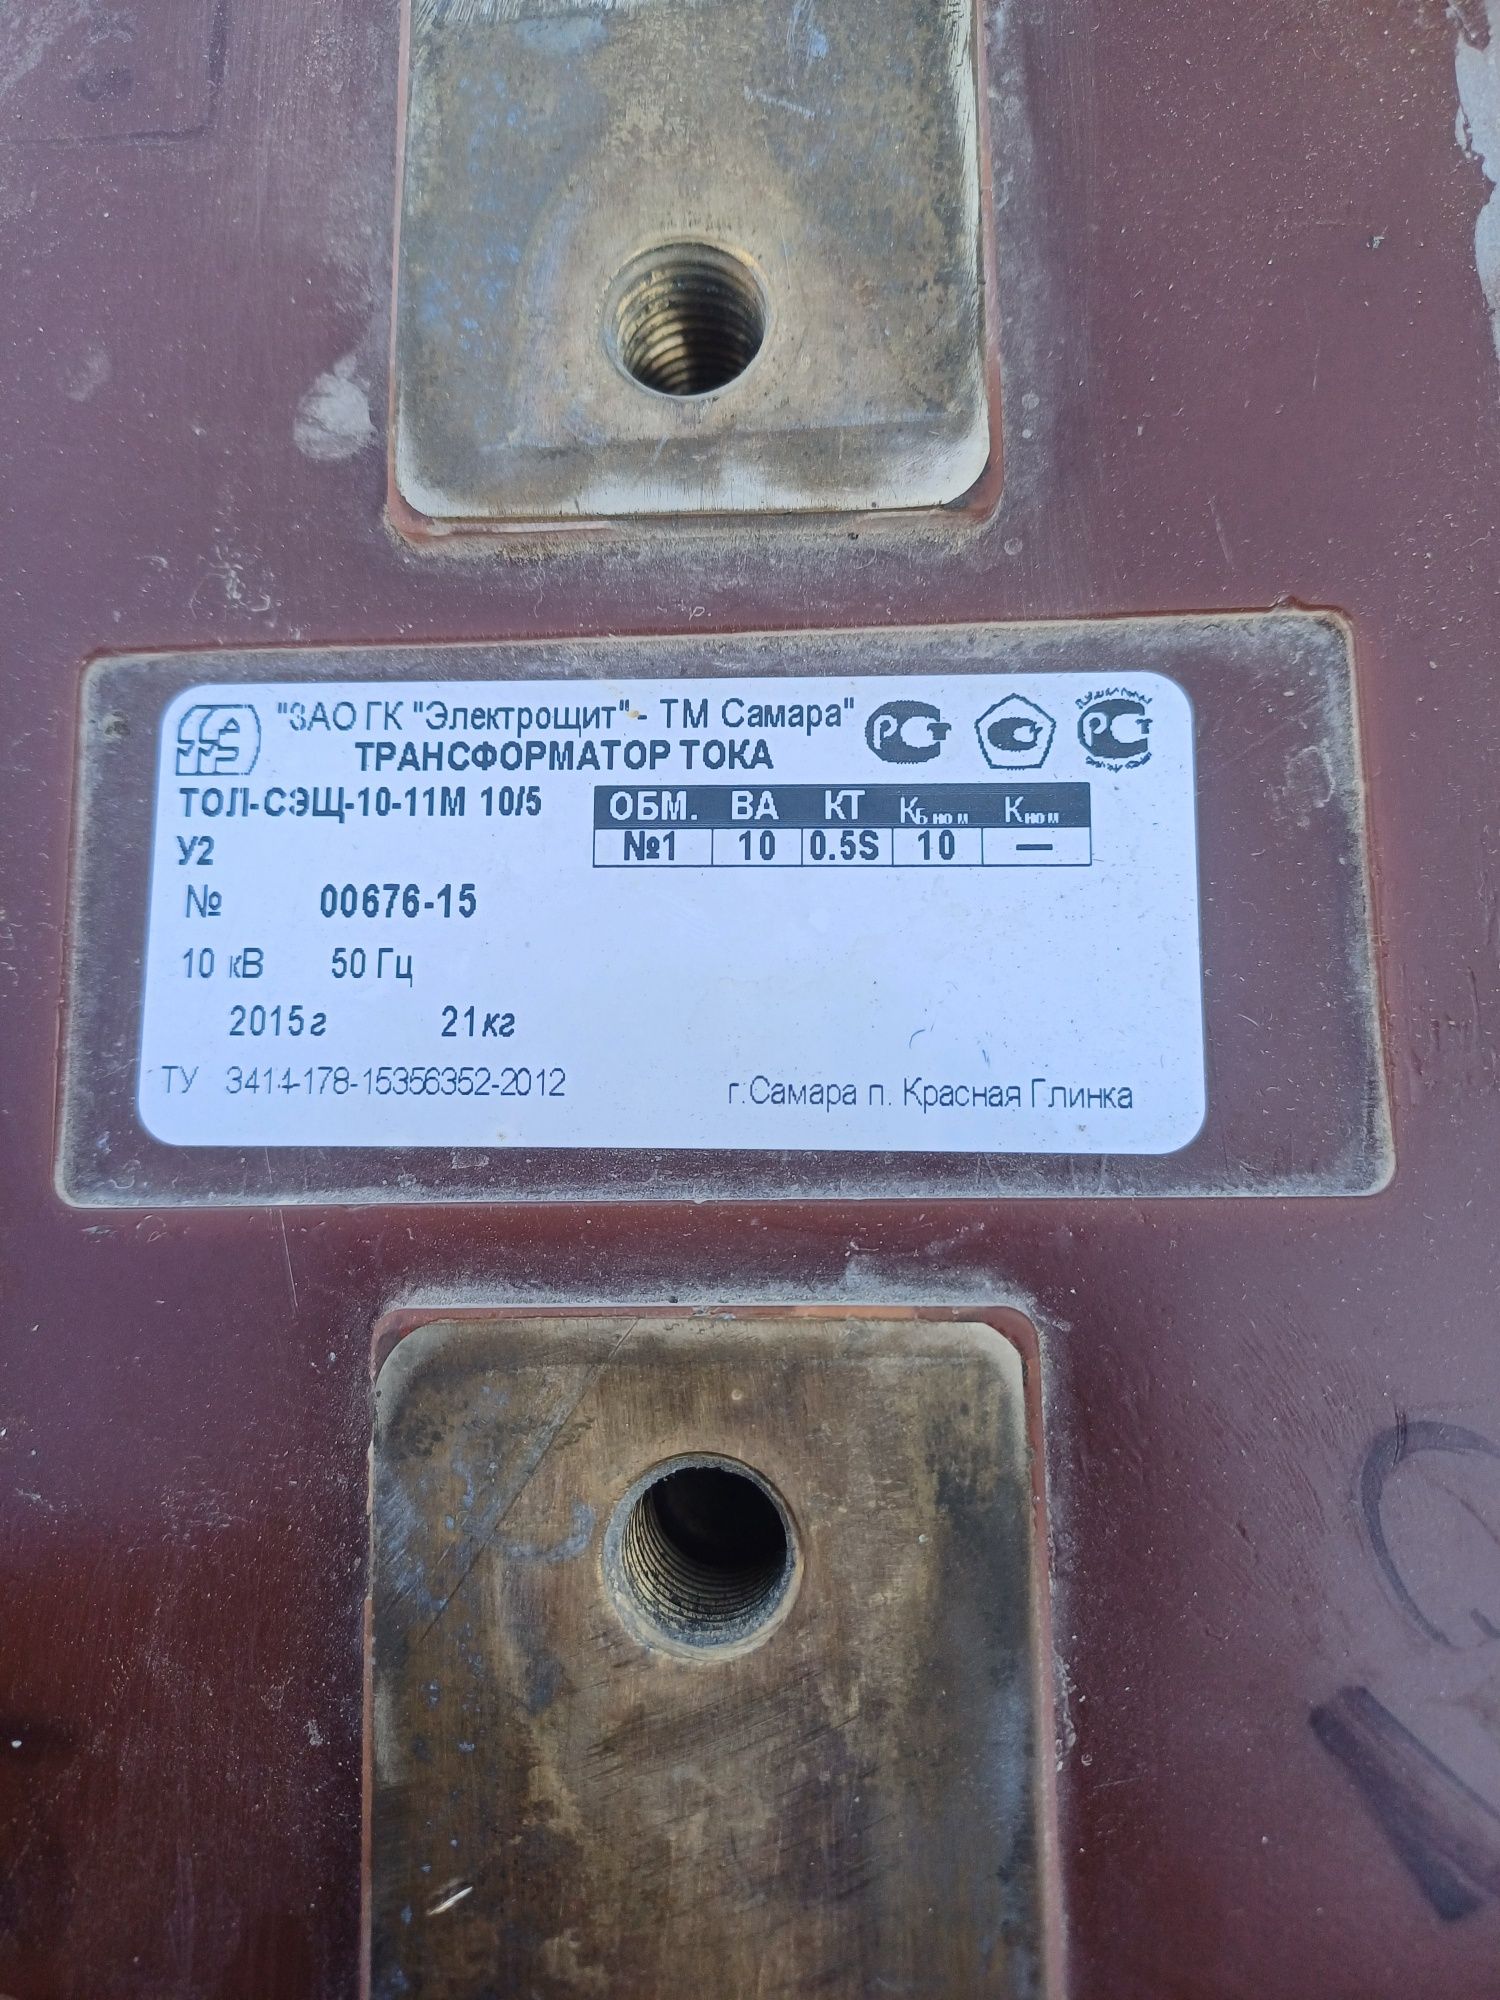 "ЗАО ГК "Электрощит" - ТМ Самара"
ТРАНСФОРМАТОР ТОКА
ТОЛ-СЭЩ-10-11М 10/5
У2
ОБМ. ВА КТ КБ ном Кном
№1 10 0.5S 10 —
№ 00676-15
10 кВ 50 Гц
2015г 21кг
ТУ 3414-178-15356352-2012
г.Самара п. Красная Глинка